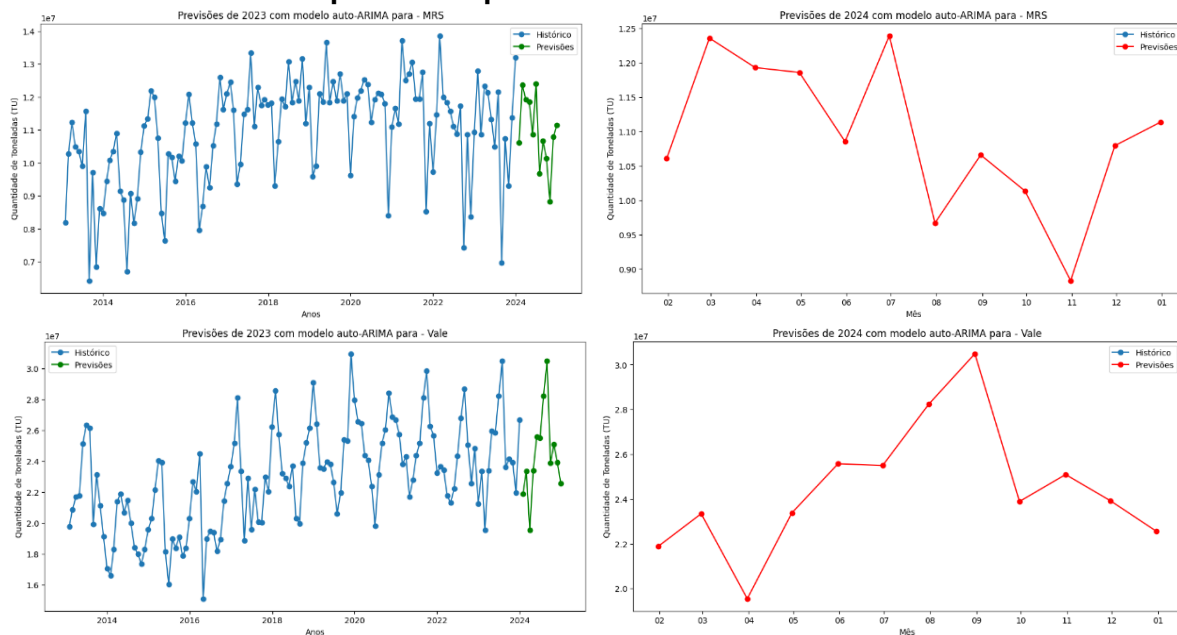 Previsões de 2023 com modelo auto-ARIMA para - MRS
1e7
Histórico
Previsões
1.4
1.3
1.2
1.1
1.0
0.9
0.8
0.7
Quantidade de Toneladas (TU)
2014 2016 2018 2020 2022 2024
Anos
Previsões de 2024 com modelo auto-ARIMA para - MRS
1e7
Histórico
Previsões
1.25
1.20
1.15
1.10
1.05
1.00
0.95
0.90
Quantidade de Toneladas (TU)
02 03 04 05 06 07 08 09 10 11 12 01
Mês
Previsões de 2023 com modelo auto-ARIMA para - Vale
1e7
Histórico
Previsões
3.0
2.8
2.6
2.4
2.2
2.0
1.8
1.6
Quantidade de Toneladas (TU)
2014 2016 2018 2020 2022 2024
Anos
Previsões de 2024 com modelo auto-ARIMA para - Vale
1e7
Histórico
Previsões
3.0
2.8
2.6
2.4
2.2
2.0
Quantidade de Toneladas (TU)
02 03 04 05 06 07 08 09 10 11 12 01
Mês